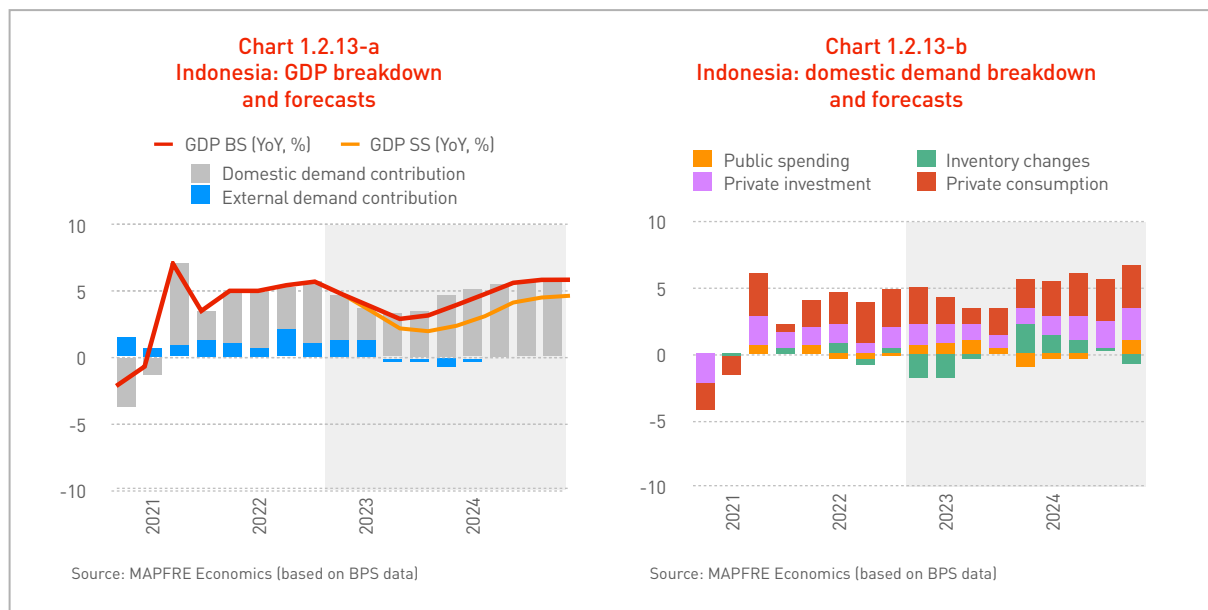 Chart 1.2.13-a
Indonesia: GDP breakdown
and forecasts
GDP BS (YoY, %) GDP SS (YoY, %)
Domestic demand contribution
External demand contribution
10
5
0
-5
-10
2021 2022 2023 2024
Source: MAPFRE Economics (based on BPS data)
Chart 1.2.13-b
Indonesia: domestic demand breakdown
and forecasts
Public spending Inventory changes
Private investment Private consumption
10
5
0
-5
-10
2021 2022 2023 2024
Source: MAPFRE Economics (based on BPS data)